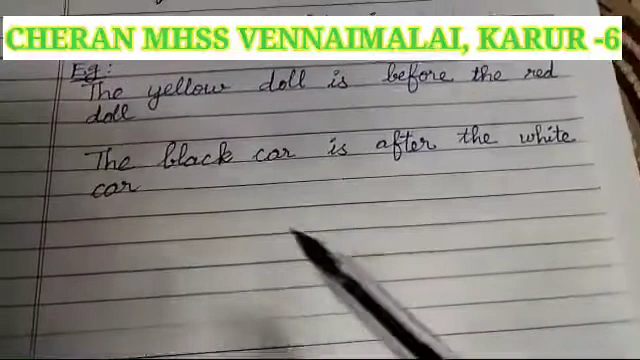 CHERAN MHSS VENNAIMALAI, KARUR -6
Eg:
The yellow doll is before the red
doll
The black car is after the white
car